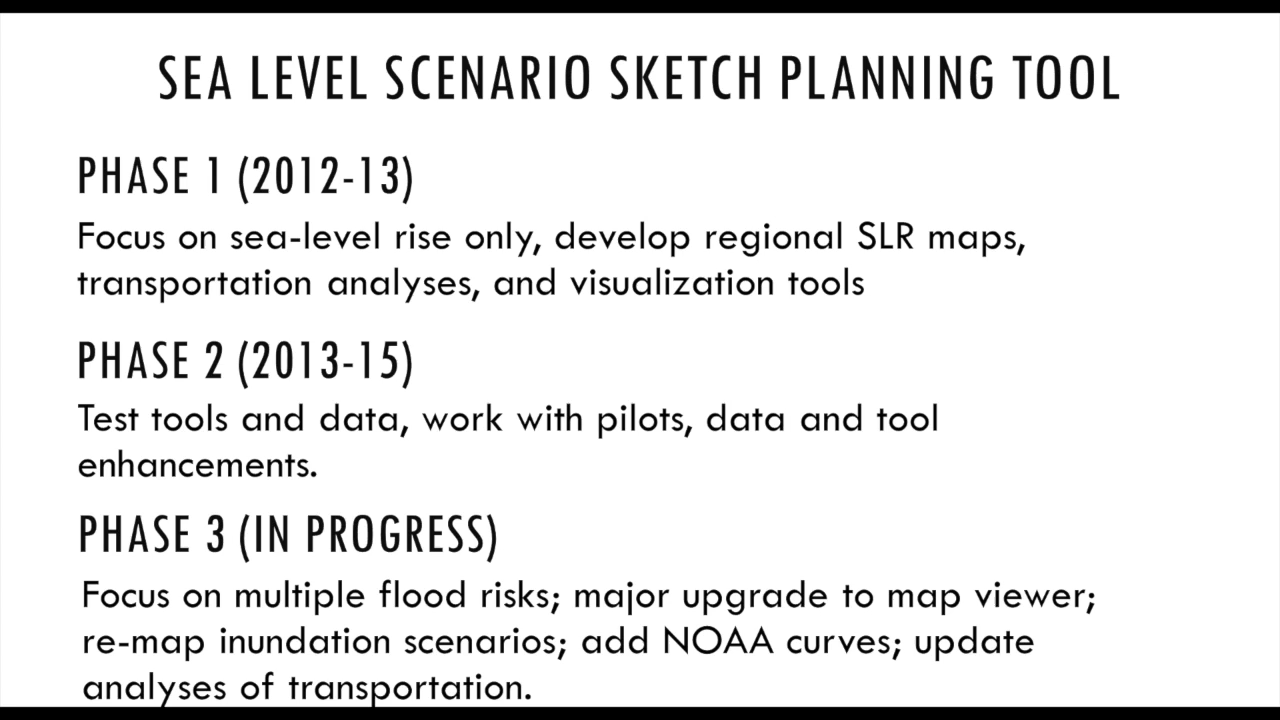 SEA LEVEL SCENARIO SKETCH PLANNING TOOL
PHASE 1 (2012-13)
Focus on sea-level rise only, develop regional SLR maps,
transportation analyses, and visualization tools
PHASE 2 (2013-15)
Test tools and data, work with pilots, data and tool
enhancements.
PHASE 3 (IN PROGRESS)
Focus on multiple flood risks; major upgrade to map viewer;
re-map inundation scenarios; add NOAA curves; update
analyses of transportation.